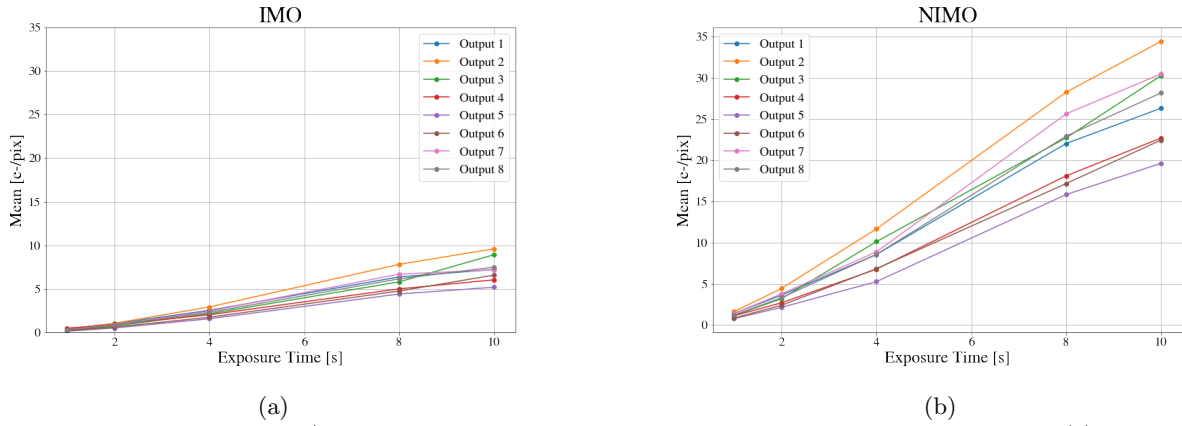 IMO
35
30
25
20
15
10
5
0
Mean [e-/pix]
2
4
6
8
10
Exposure Time [s]
Output 1
Output 2
Output 3
Output 4
Output 5
Output 6
Output 7
Output 8
(a)
NIMO
35
30
25
20
15
10
5
0
Mean [e-/pix]
2
4
6
8
10
Exposure Time [s]
Output 1
Output 2
Output 3
Output 4
Output 5
Output 6
Output 7
Output 8
(b)